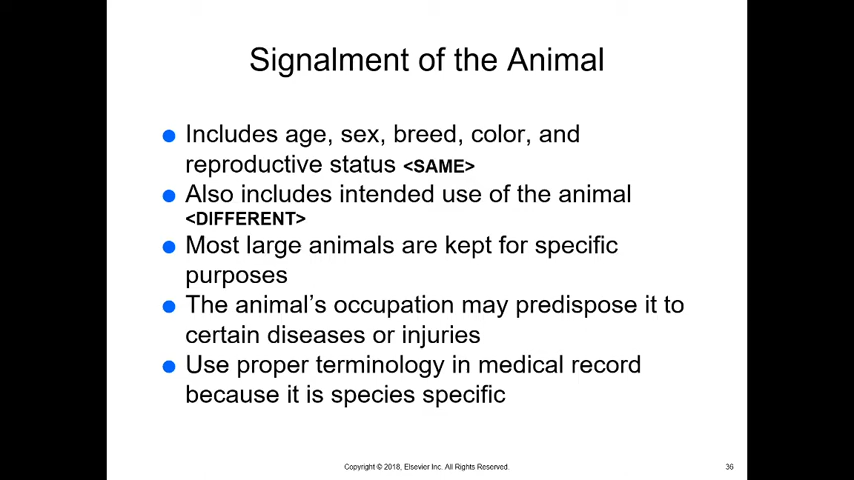 Signalment of the Animal
Includes age, sex, breed, color, and
reproductive status <SAME>
Also includes intended use of the animal
<DIFFERENT>
Most large animals are kept for specific
purposes
The animal’s occupation may predispose it to
certain diseases or injuries
Use proper terminology in medical record
because it is species specific
Copyright © 2018, Elsevier Inc. All Rights Reserved.
36